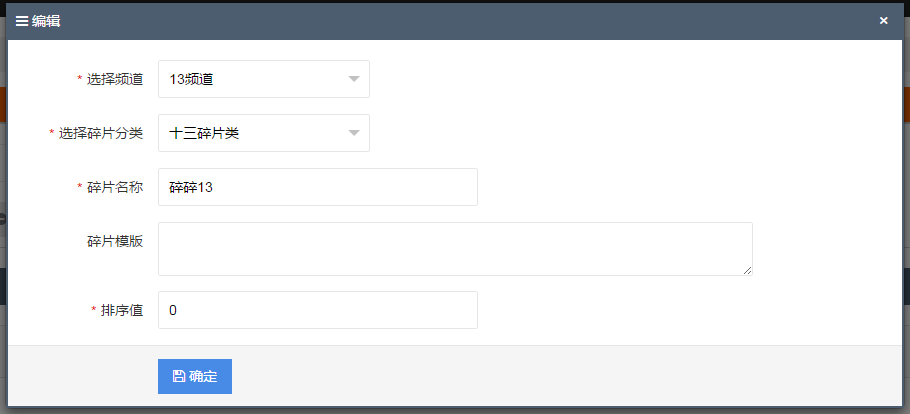 编辑
* 选择频道 13频道
* 选择碎片分类 十三碎片类
* 碎片名称 碎碎13
碎片模版
* 排序值 0
确定